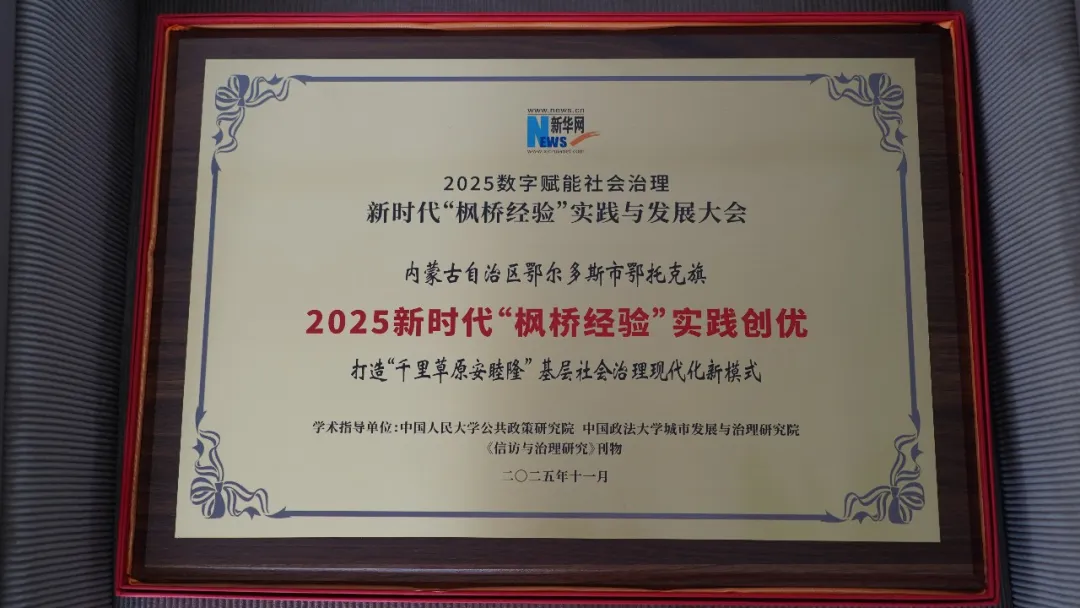 www.news.cn
新华网
NEWS
2025数字赋能社会治理
新时代“枫桥经验”实践与发展大会
内蒙古自治区鄂尔多斯市鄂托克旗
2025新时代“枫桥经验”实践创优
打造“千里草原安睦隆”基层社会治理现代化新模式
学术指导单位:中国人民大学公共政策研究院 中国政法大学城市发展与治理研究院
《信访与治理研究》刊物
二〇二五年十一月